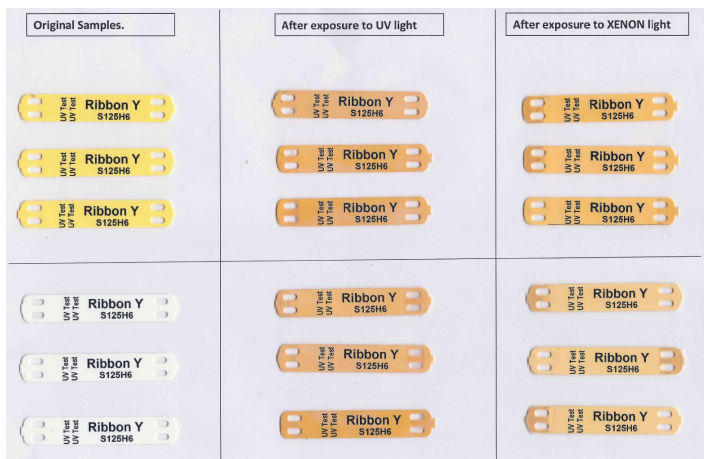 Original Samples.
After exposure to UV light
After exposure to XENON light
UV Test
UV Test
Ribbon Y
S125H6
UV Test
UV Test
Ribbon Y
S125H6
UV Test
UV Test
Ribbon Y
S125H6
UV Test
UV Test
Ribbon Y
S125H6
UV Test
UV Test
Ribbon Y
S125H6
UV Test
UV Test
Ribbon Y
S125H6
UV Test
UV Test
Ribbon Y
S125H6
UV Test
UV Test
Ribbon Y
S125H6
UV Test
UV Test
Ribbon Y
S125H6
UV Test
UV Test
Ribbon Y
S125H6
UV Test
UV Test
Ribbon Y
S125H6
UV Test
UV Test
Ribbon Y
S125H6
UV Test
UV Test
Ribbon Y
S125H6
UV Test
UV Test
Ribbon Y
S125H6
UV Test
UV Test
Ribbon Y
S125H6
UV Test
UV Test
Ribbon Y
S125H6
UV Test
UV Test
Ribbon Y
S125H6
UV Test
UV Test
Ribbon Y
S125H6